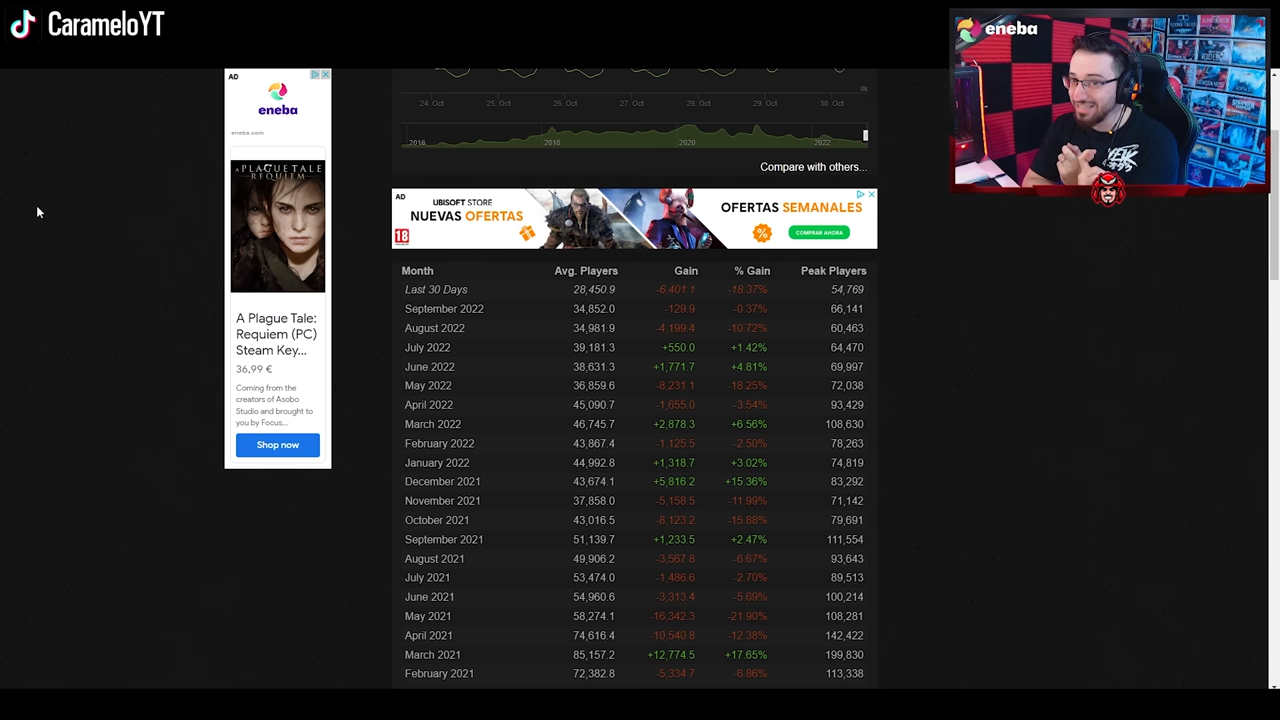 CarameloYT
eneba
AD
eneba
eneba.com
A PLAGUE TALE
REQUIEM
A Plague Tale:
Requiem (PC)
Steam Key...
36,99 €
Coming from the
creators of Asobo
Studio and brought to
you by Focus...
Shop now
0k
24. Oct 25. Oct 26. Oct 27. Oct 28. Oct 29. Oct 30. Oct
2018 2018 2020 2022
Compare with others...
AD
UBISOFT STORE
NUEVAS OFERTAS
18
OFERTAS SEMANALES
COMPRAR AHORA
Month Avg. Players Gain % Gain Peak Players
Last 30 Days 28,450.9 -6,401.1 -18.37% 54,769
September 2022 34,852.0 -129.9 -0.37% 66,141
August 2022 34,981.9 -4,199.4 -10.72% 60,463
July 2022 39,181.3 +550.0 +1.42% 64,470
June 2022 38,631.3 +1,771.7 +4.81% 69,997
May 2022 36,859.6 -8,231.1 -18.25% 72,038
April 2022 45,090.7 -1,655.0 -3.54% 93,429
March 2022 46,745.7 +2,878.3 +6.56% 108,630
February 2022 43,867.4 -1,125.5 -2.50% 78,263
January 2022 44,992.8 +1,318.7 +3.02% 74,819
December 2021 43,674.1 +5,816.2 +15.36% 83,292
November 2021 37,858.0 -5,158.5 -11.99% 71,142
October 2021 43,016.5 -8,123.2 -15.88% 79,691
September 2021 51,139.7 +1,233.5 +2.47% 111,554
August 2021 49,906.2 -3,567.8 -6.67% 93,643
July 2021 53,474.0 -1,486.6 -2.70% 89,513
June 2021 54,960.6 -3,313.4 -5.69% 100,214
May 2021 58,274.1 -16,342.3 -21.90% 108,281
April 2021 74,616.4 -10,540.8 -12.38% 142,422
March 2021 85,157.2 +12,774.5 +17.65% 199,830
February 2021 72,382.8 -5,334.7 -6.86% 113,338